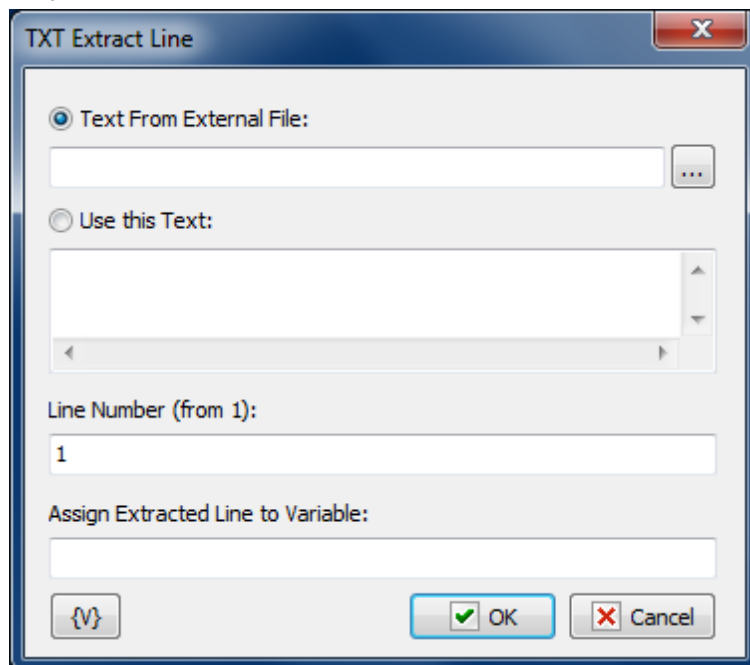 TXT Extract Line
Text From External File:
...
Use this Text:
Line Number (from 1):
1
Assign Extracted Line to Variable:
{V} OK Cancel